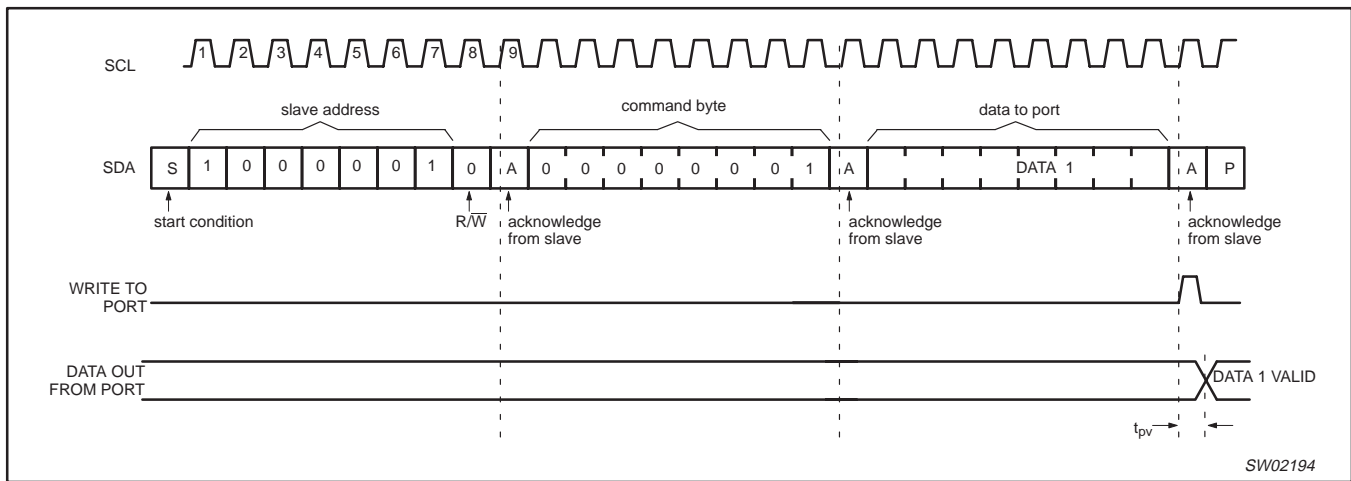 SCL 1 2 3 4 5 6 7 8 9
slave address command byte data to port
SDA S 1 0 0 0 0 0 1 0 A 0 0 0 0 0 0 0 1 A DATA 1 A P
start condition R/W̅ acknowledge from slave acknowledge from slave acknowledge from slave
WRITE TO
PORT
DATA OUT
FROM PORT
DATA 1 VALID
tpv
SW02194